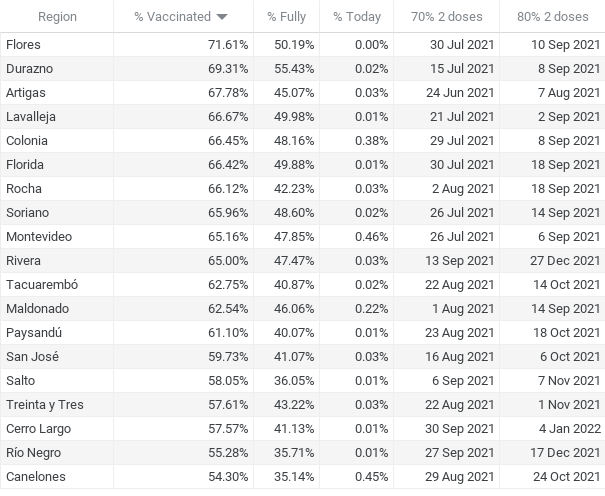 Region % Vaccinated % Fully % Today 70% 2 doses 80% 2 doses
Flores 71.61% 50.19% 0.00% 30 Jul 2021 10 Sep 2021
Durazno 69.31% 55.43% 0.02% 15 Jul 2021 8 Sep 2021
Artigas 67.78% 45.07% 0.03% 24 Jun 2021 7 Aug 2021
Lavalleja 66.67% 49.98% 0.01% 21 Jul 2021 2 Sep 2021
Colonia 66.45% 48.16% 0.38% 29 Jul 2021 8 Sep 2021
Florida 66.42% 49.88% 0.01% 30 Jul 2021 18 Sep 2021
Rocha 66.12% 42.23% 0.03% 2 Aug 2021 18 Sep 2021
Soriano 65.96% 48.60% 0.02% 26 Jul 2021 14 Sep 2021
Montevideo 65.16% 47.85% 0.46% 26 Jul 2021 6 Sep 2021
Rivera 65.00% 47.47% 0.03% 13 Sep 2021 27 Dec 2021
Tacuarembó 62.75% 40.87% 0.02% 22 Aug 2021 14 Oct 2021
Maldonado 62.54% 46.06% 0.22% 1 Aug 2021 14 Sep 2021
Paysandú 61.10% 40.07% 0.01% 23 Aug 2021 18 Oct 2021
San José 59.73% 41.07% 0.03% 16 Aug 2021 6 Oct 2021
Salto 58.05% 36.05% 0.01% 6 Sep 2021 7 Nov 2021
Treinta y Tres 57.61% 43.22% 0.03% 22 Aug 2021 1 Nov 2021
Cerro Largo 57.57% 41.13% 0.01% 30 Sep 2021 4 Jan 2022
Río Negro 55.28% 35.71% 0.01% 27 Sep 2021 17 Dec 2021
Canelones 54.30% 35.14% 0.45% 29 Aug 2021 24 Oct 2021